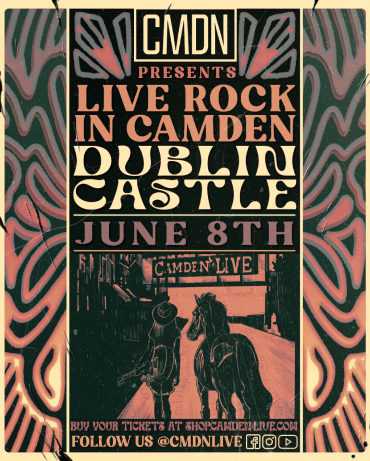 CMDN
PRESENTS
LIVE ROCK
IN CAMDEN
DUBLIN
CASTLE
JUNE 8TH
CAMDEN LIVE
BUY YOUR TICKETS AT SHOPCAMDENLIVE.COM
FOLLOW US @CMDNLIVE